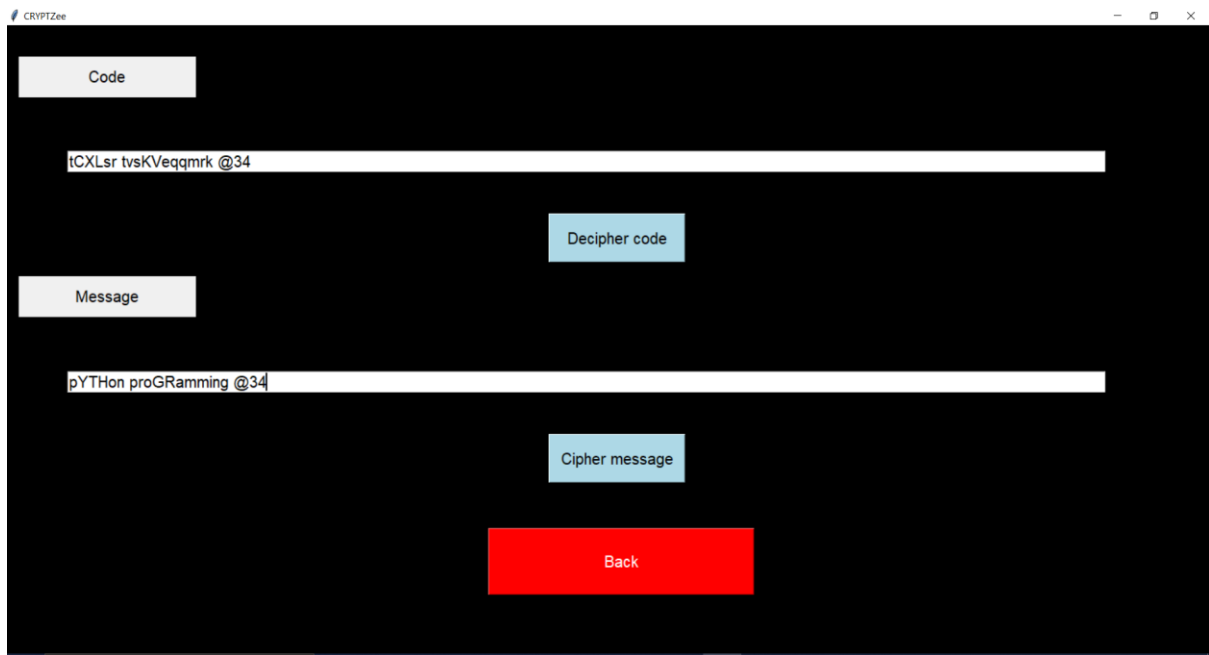 CRYPTZee
Code
tCXLsr tvsKVeqqmrk @34
Decipher code
Message
pYTHon proGRamming @34
Cipher message
Back